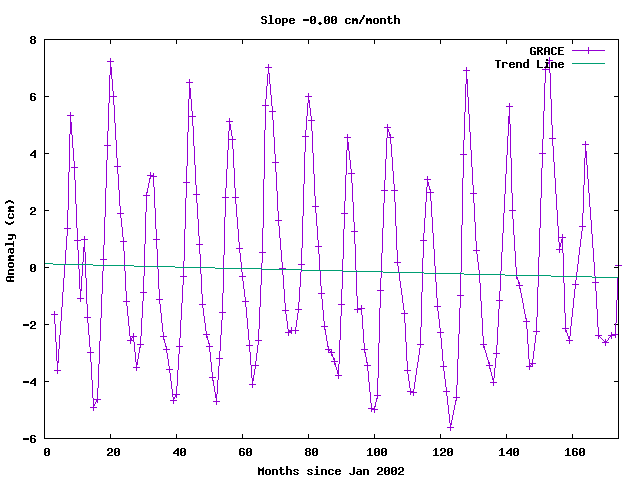 Slope -0.00 cm/month
GRACE
Trend Line
8
6
4
2
0
-2
-4
-6
Anomaly (cm)
0 20 40 60 80 100 120 140 160
Months since Jan 2002